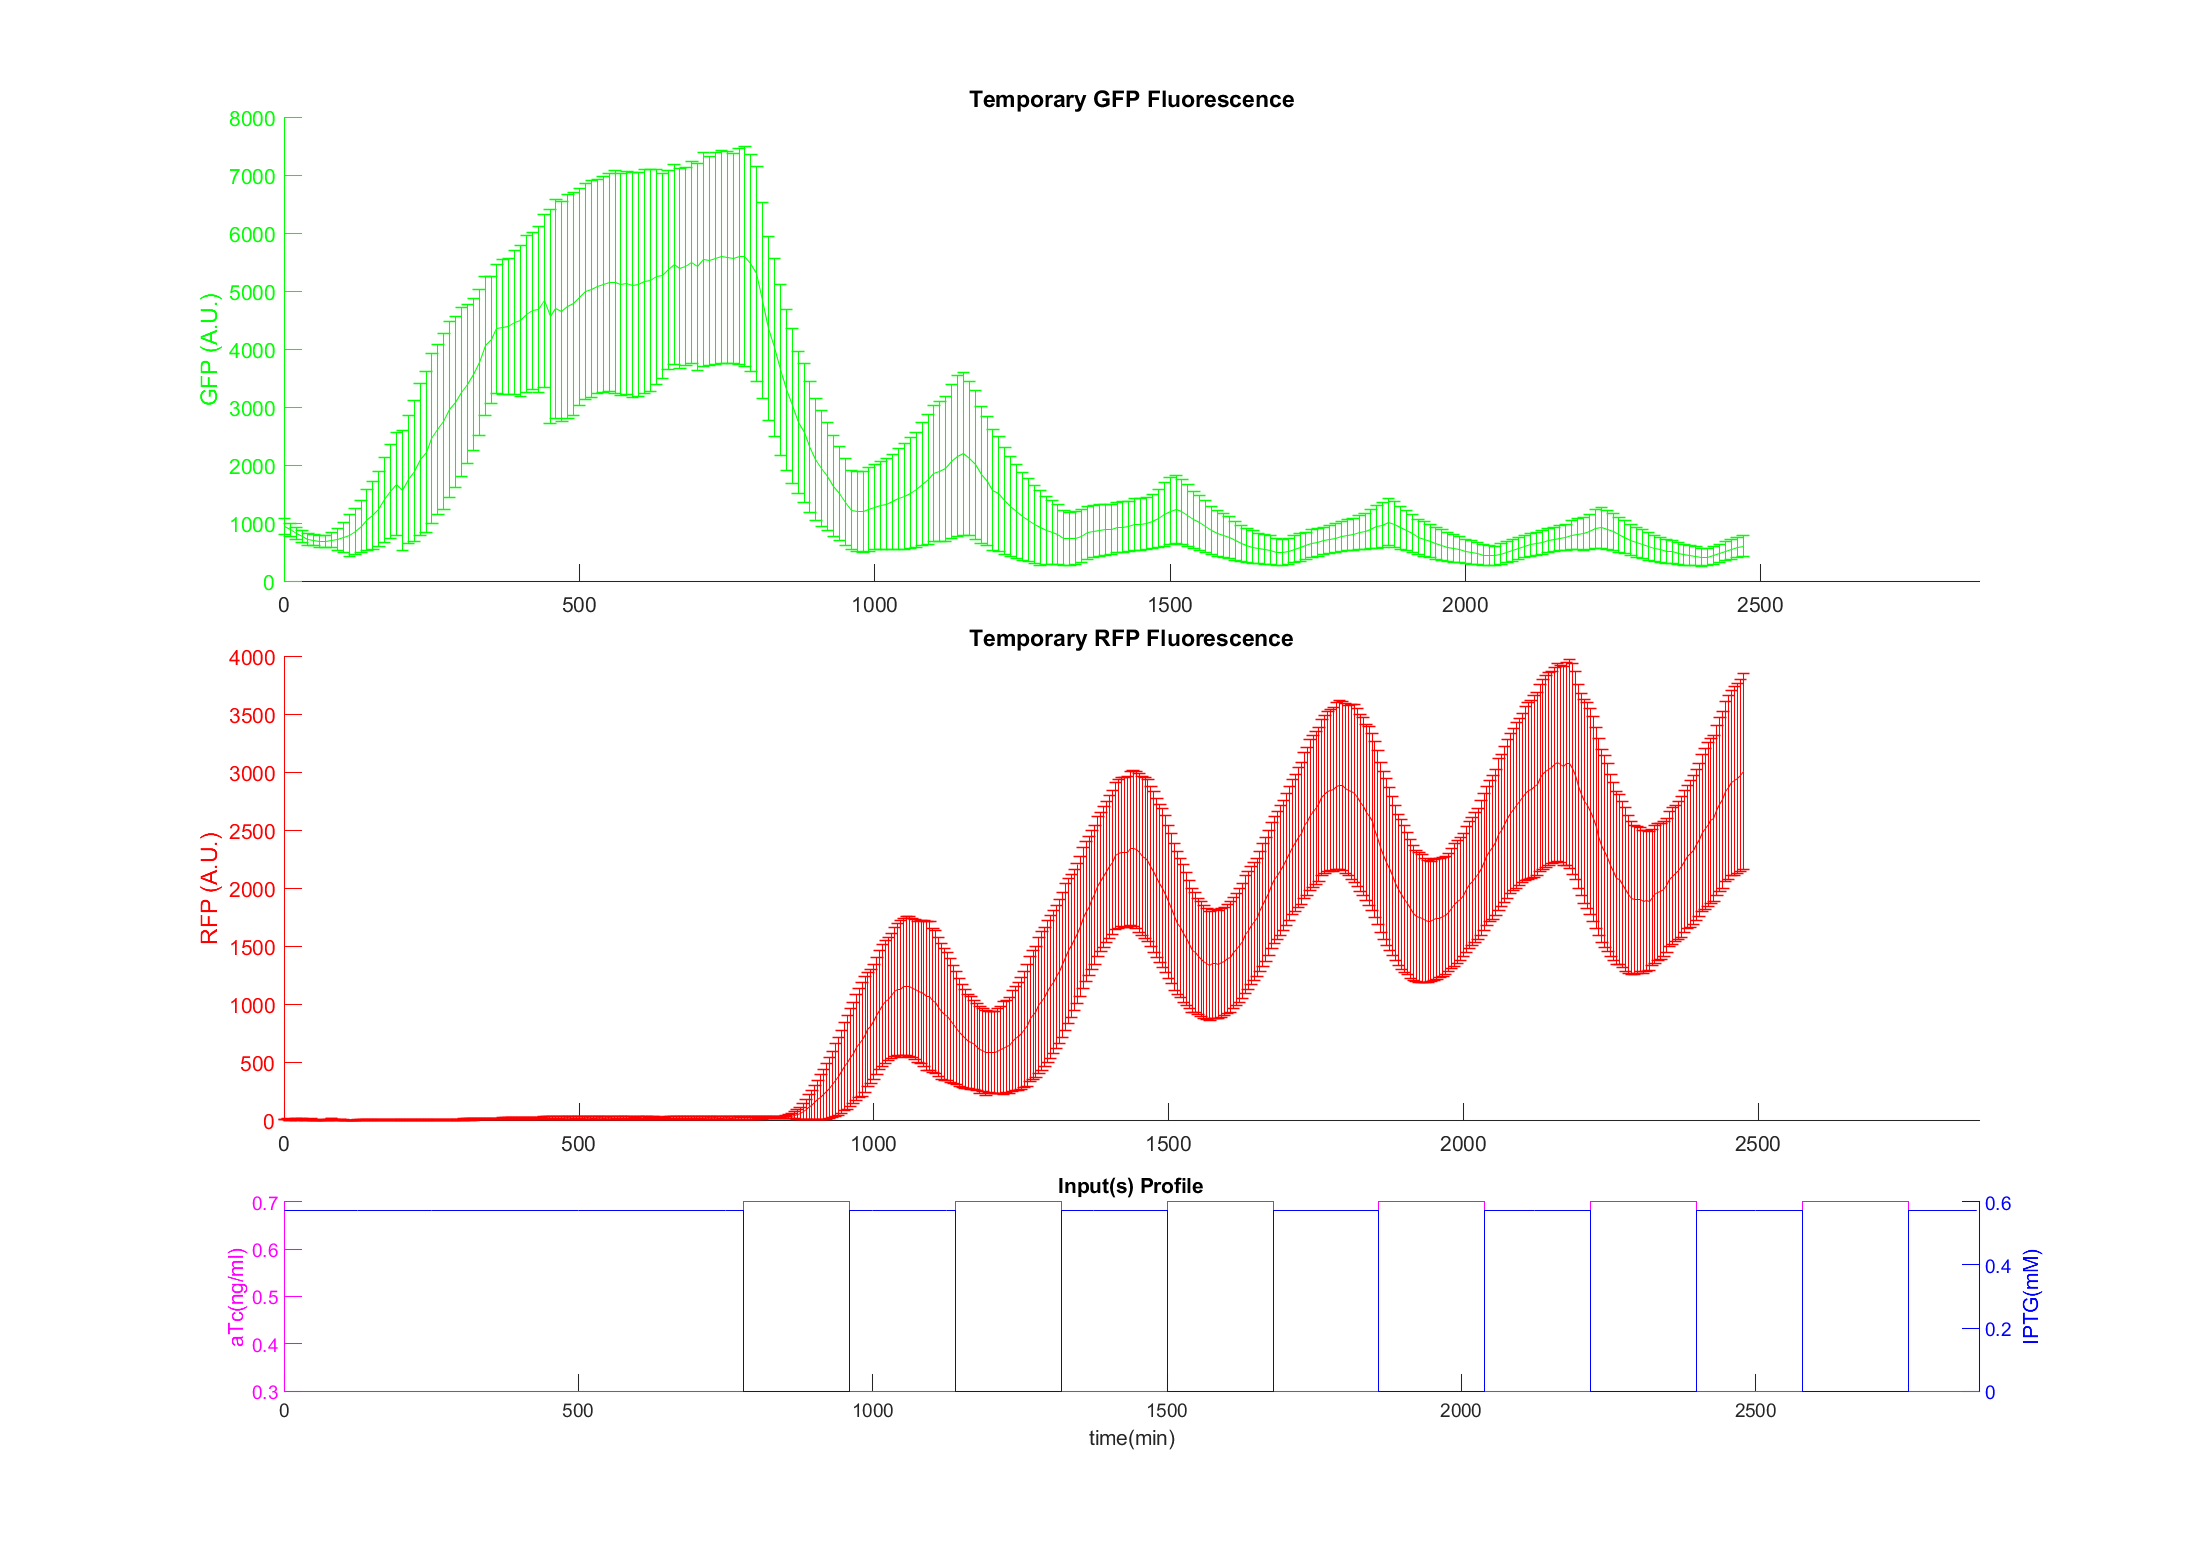 Temporary GFP Fluorescence
8000
7000
6000
5000
4000
3000
2000
1000
0
GFP (A.U.)
0 500 1000 1500 2000 2500
Temporary RFP Fluorescence
4000
3500
3000
2500
2000
1500
1000
500
0
RFP (A.U.)
0 500 1000 1500 2000 2500
Input(s) Profile
0.7
0.6
0.5
0.4
0.3
aTc(ng/ml)
0.6
0.4
0.2
0
IPTG(mM)
0 500 1000 1500 2000 2500
time(min)